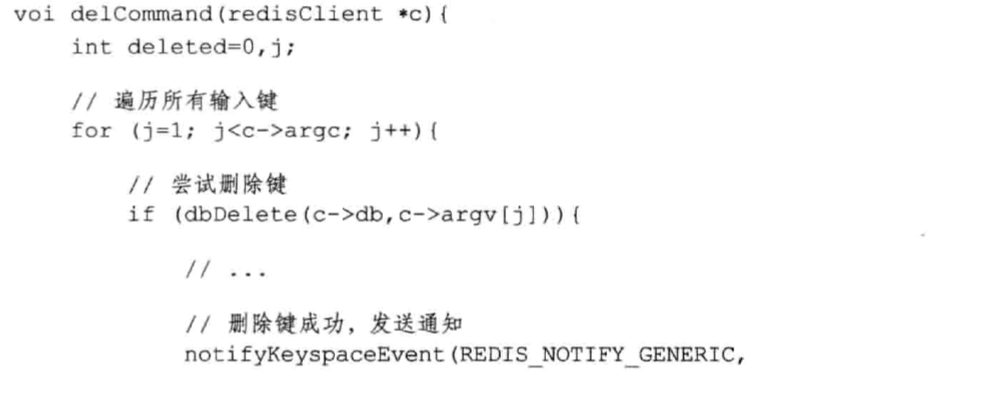 voi delCommand(redisClient *c){
int deleted=0,j;
// 遍历所有输入键
for (j=1; j<c->argc; j++){
// 尝试删除键
if (dbDelete(c->db,c->argv[j])){
// ...
// 删除键成功，发送通知
notifyKeyspaceEvent(REDIS_NOTIFY_GENERIC,